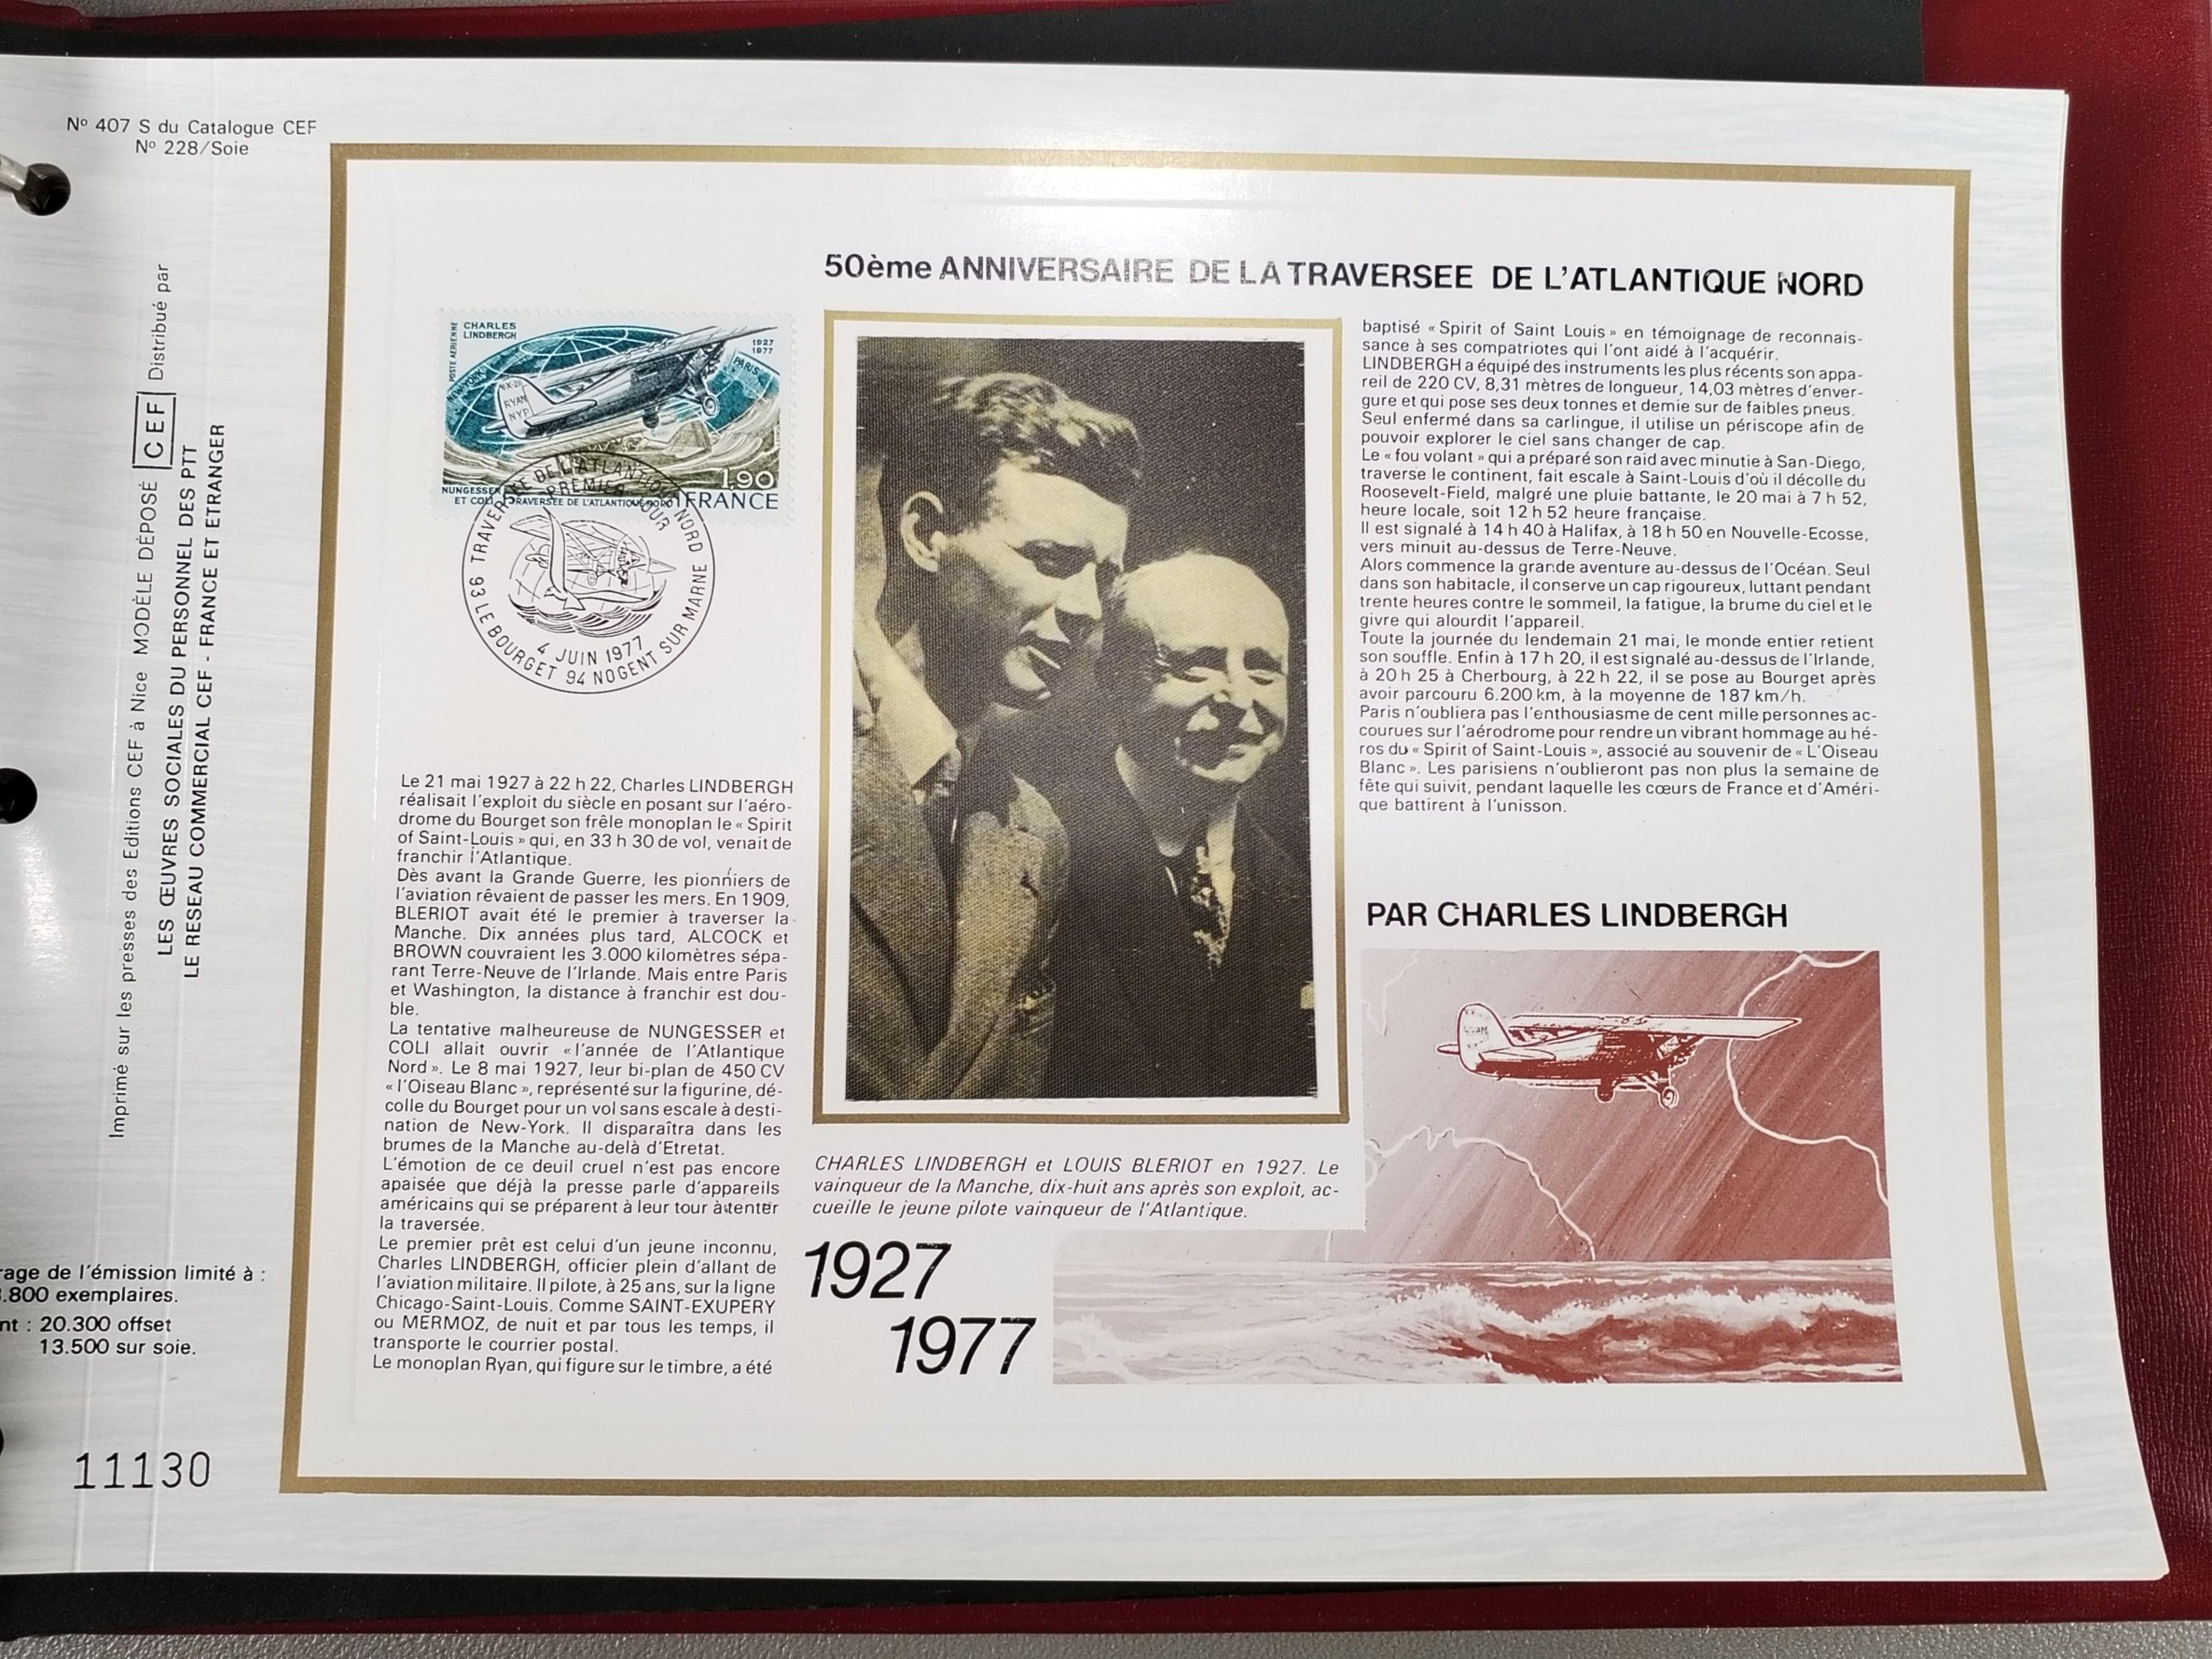 Nº 407 S du Catalogue CEF
Nº 228/Soie
Imprimé sur les presses des Editions CEF à Nice MODÈLE DÉPOSÉ CEF Distribué par
LES ŒUVRES SOCIALES DU PERSONNEL DES PTT
LE RESEAU COMMERCIAL CEF - FRANCE ET ETRANGER
rage de l'émission limité à :
.800 exemplaires.
nt : 20.300 offset
13.500 sur soie.
11130
50ème ANNIVERSAIRE DE LA TRAVERSEE DE L'ATLANTIQUE NORD
POSTE AERIENNE
CHARLES
LINDBERGH
1927
1977
NEW-YORK
PARIS
RYAN
NYP
1,90
NUNGESSER
ET COLI TRAVERSÉE DE L'ATLANTIQUE NORD FRANCE
TRAVERSEE DE L'ATLANTIQUE NORD
PREMIER JOUR
93 LE BOURGET 94 NOGENT SUR MARNE
4 JUIN 1977
Le 21 mai 1927 à 22 h 22, Charles LINDBERGH
réalisait l'exploit du siècle en posant sur l'aéro-
drome du Bourget son frêle monoplan le « Spirit
of Saint-Louis » qui, en 33 h 30 de vol, venait de
franchir l'Atlantique.
Dès avant la Grande Guerre, les pionniers de
l'aviation rêvaient de passer les mers. En 1909,
BLERIOT avait été le premier à traverser la
Manche. Dix années plus tard, ALCOCK et
BROWN couvraient les 3.000 kilomètres sépa-
rant Terre-Neuve de l'Irlande. Mais entre Paris
et Washington, la distance à franchir est dou-
ble.
La tentative malheureuse de NUNGESSER et
COLI allait ouvrir « l'année de l'Atlantique
Nord ». Le 8 mai 1927, leur bi-plan de 450 CV
« l'Oiseau Blanc », représenté sur la figurine, dé-
colle du Bourget pour un vol sans escale à desti-
nation de New-York. Il disparaîtra dans les
brumes de la Manche au-delà d'Etretat.
L'émotion de ce deuil cruel n'est pas encore
apaisée que déjà la presse parle d'appareils
américains qui se préparent à leur tour à tenter
la traversée.
Le premier prêt est celui d'un jeune inconnu,
Charles LINDBERGH, officier plein d'allant de
l'aviation militaire. Il pilote, à 25 ans, sur la ligne
Chicago-Saint-Louis. Comme SAINT-EXUPERY
ou MERMOZ, de nuit et par tous les temps, il
transporte le courrier postal.
Le monoplan Ryan, qui figure sur le timbre, a été
CHARLES LINDBERGH et LOUIS BLERIOT en 1927. Le
vainqueur de la Manche, dix-huit ans après son exploit, ac-
cueille le jeune pilote vainqueur de l'Atlantique.
1927
1977
baptisé « Spirit of Saint Louis » en témoignage de reconnais-
sance à ses compatriotes qui l'ont aidé à l'acquérir.
LINDBERGH a équipé des instruments les plus récents son appa-
reil de 220 CV, 8,31 mètres de longueur, 14,03 mètres d'enver-
gure et qui pose ses deux tonnes et demie sur de faibles pneus.
Seul enfermé dans sa carlingue, il utilise un périscope afin de
pouvoir explorer le ciel sans changer de cap.
Le « fou volant » qui a préparé son raid avec minutie à San-Diego,
traverse le continent, fait escale à Saint-Louis d'où il décolle du
Roosevelt-Field, malgré une pluie battante, le 20 mai à 7 h 52,
heure locale, soit 12 h 52 heure française.
Il est signalé à 14 h 40 à Halifax, à 18 h 50 en Nouvelle-Ecosse,
vers minuit au-dessus de Terre-Neuve.
Alors commence la grande aventure au-dessus de l'Océan. Seul
dans son habitacle, il conserve un cap rigoureux, luttant pendant
trente heures contre le sommeil, la fatigue, la brume du ciel et le
givre qui alourdit l'appareil.
Toute la journée du lendemain 21 mai, le monde entier retient
son souffle. Enfin à 17 h 20, il est signalé au-dessus de l'Irlande,
à 20 h 25 à Cherbourg, à 22 h 22, il se pose au Bourget après
avoir parcouru 6.200 km, à la moyenne de 187 km/h.
Paris n'oubliera pas l'enthousiasme de cent mille personnes ac-
courues sur l'aérodrome pour rendre un vibrant hommage au hé-
ros du « Spirit of Saint-Louis », associé au souvenir de « L'Oiseau
Blanc ». Les parisiens n'oublieront pas non plus la semaine de
fête qui suivit, pendant laquelle les cœurs de France et d'Améri-
que battirent à l'unisson.
PAR CHARLES LINDBERGH